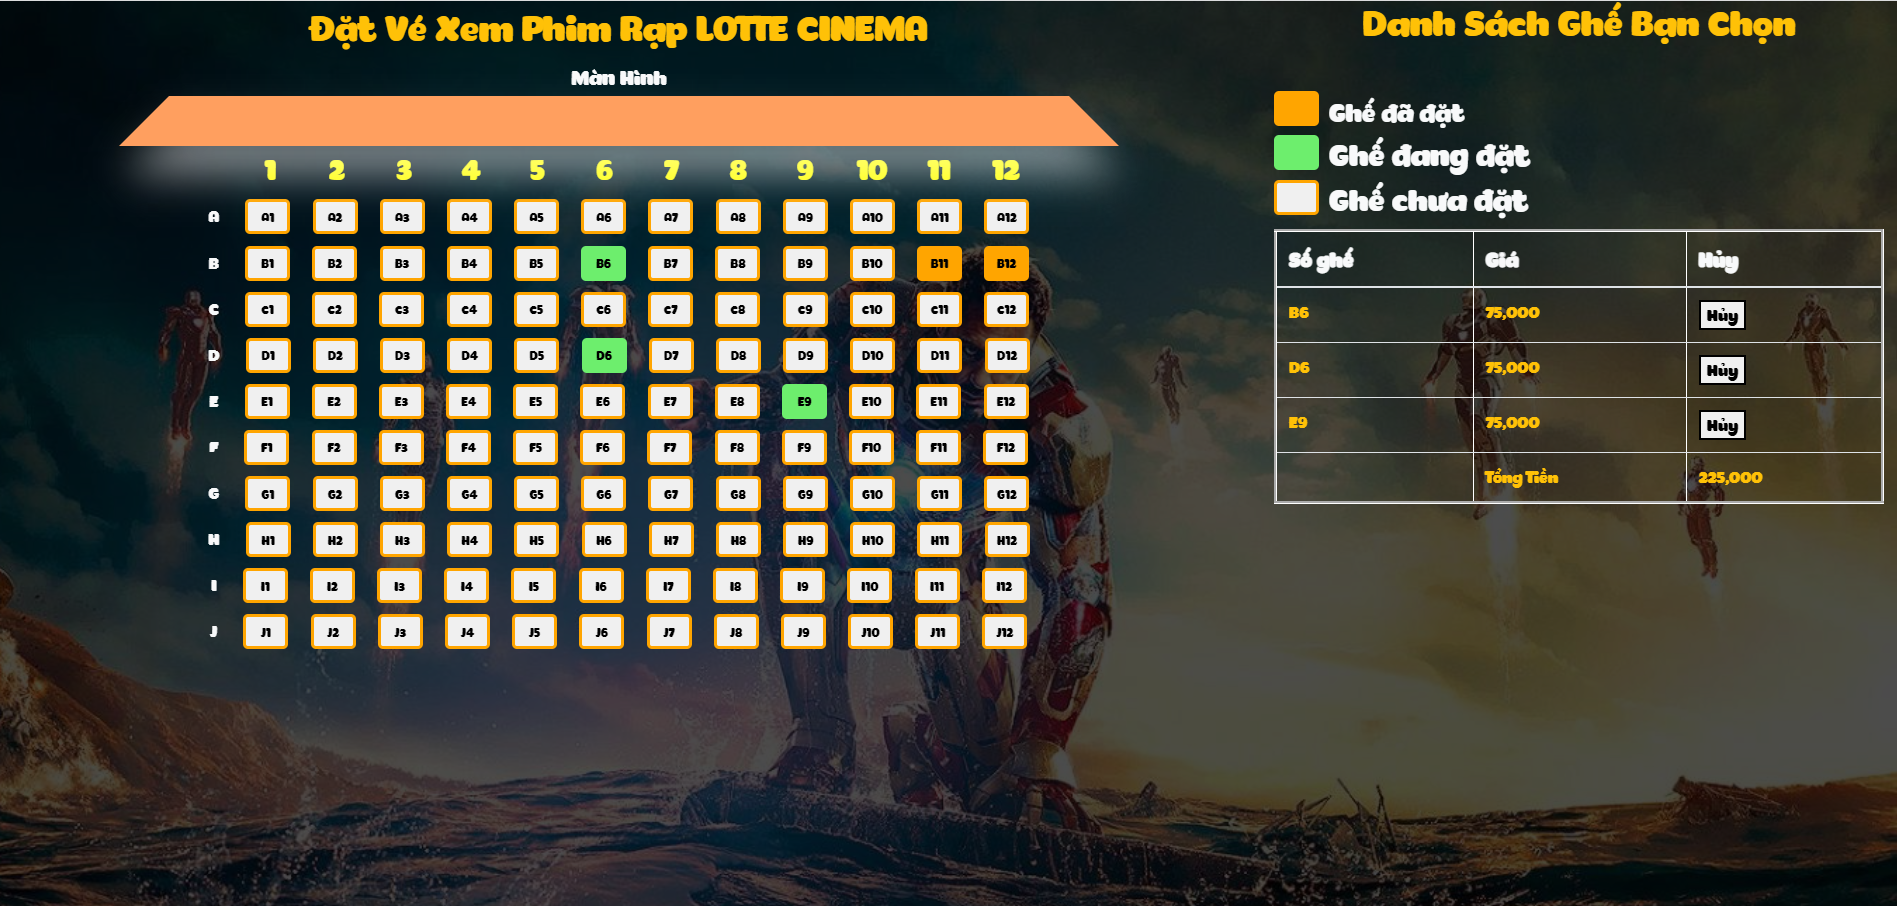 Đặt Vé Xem Phim Rạp LOTTE CINEMA
Màn Hình
1 2 3 4 5 6 7 8 9 10 11 12
A A1 A2 A3 A4 A5 A6 A7 A8 A9 A10 A11 A12
B B1 B2 B3 B4 B5 B6 B7 B8 B9 B10 B11 B12
C C1 C2 C3 C4 C5 C6 C7 C8 C9 C10 C11 C12
D D1 D2 D3 D4 D5 D6 D7 D8 D9 D10 D11 D12
E E1 E2 E3 E4 E5 E6 E7 E8 E9 E10 E11 E12
F F1 F2 F3 F4 F5 F6 F7 F8 F9 F10 F11 F12
G G1 G2 G3 G4 G5 G6 G7 G8 G9 G10 G11 G12
H H1 H2 H3 H4 H5 H6 H7 H8 H9 H10 H11 H12
I I1 I2 I3 I4 I5 I6 I7 I8 I9 I10 I11 I12
J J1 J2 J3 J4 J5 J6 J7 J8 J9 J10 J11 J12
Danh Sách Ghế Bạn Chọn
Ghế đã đặt
Ghế đang đặt
Ghế chưa đặt
Số ghế Giá Hủy
B6 75,000 Hủy
D6 75,000 Hủy
E9 75,000 Hủy
Tổng Tiền 225,000